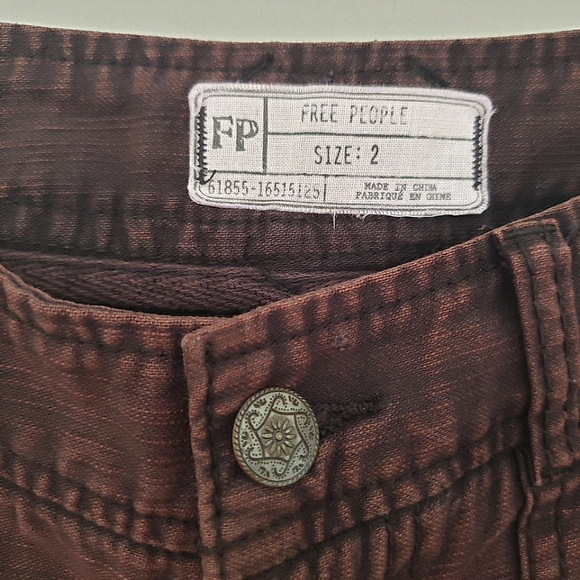 FP
FREE PEOPLE
SIZE: 2
61855-16515125
MADE IN CHINA
FABRIQUÉ EN CHINE